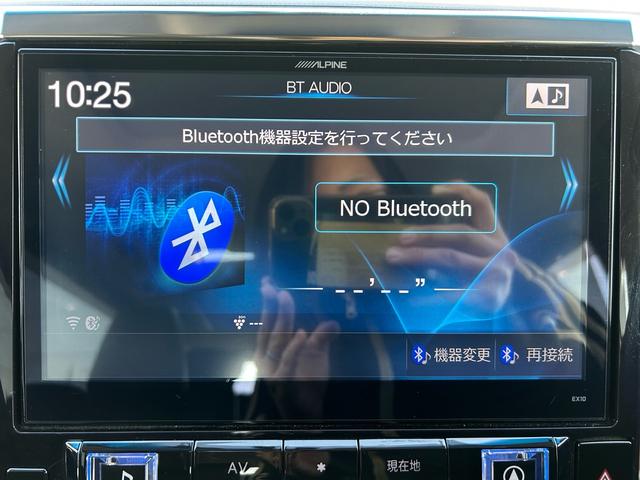 ALPINE
BT AUDIO
10:25
Bluetooth機器設定を行ってください
NO Bluetooth
--'--"
---
機器変更 再接続
EX10
AV * 現在地